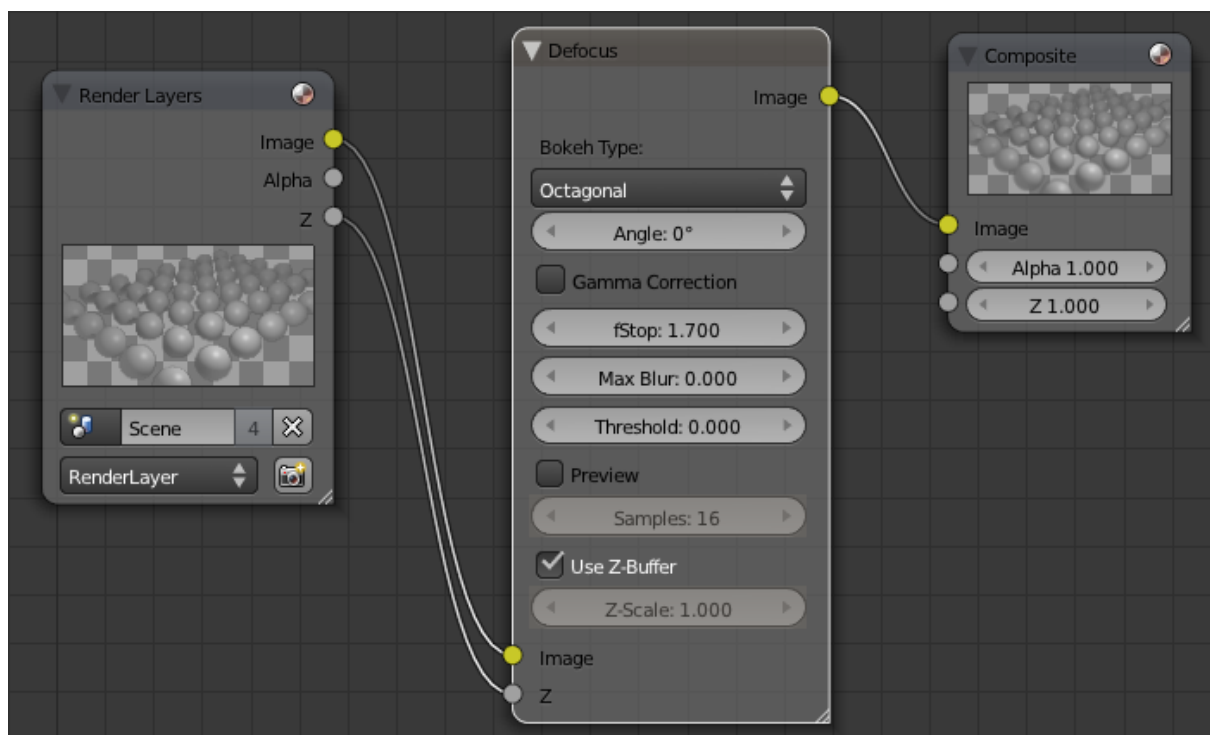 Render Layers
Image
Alpha
Z
Scene 4
RenderLayer
Defocus
Image
Bokeh Type:
Octagonal
Angle: 0°
Gamma Correction
fStop: 1.700
Max Blur: 0.000
Threshold: 0.000
Preview
Samples: 16
Use Z-Buffer
Z-Scale: 1.000
Image
Z
Composite
Image
Alpha 1.000
Z 1.000